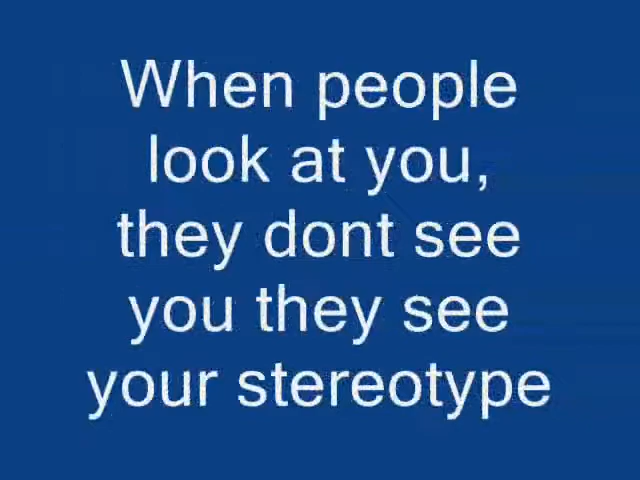 When people
look at you,
they dont see
you they see
your stereotype